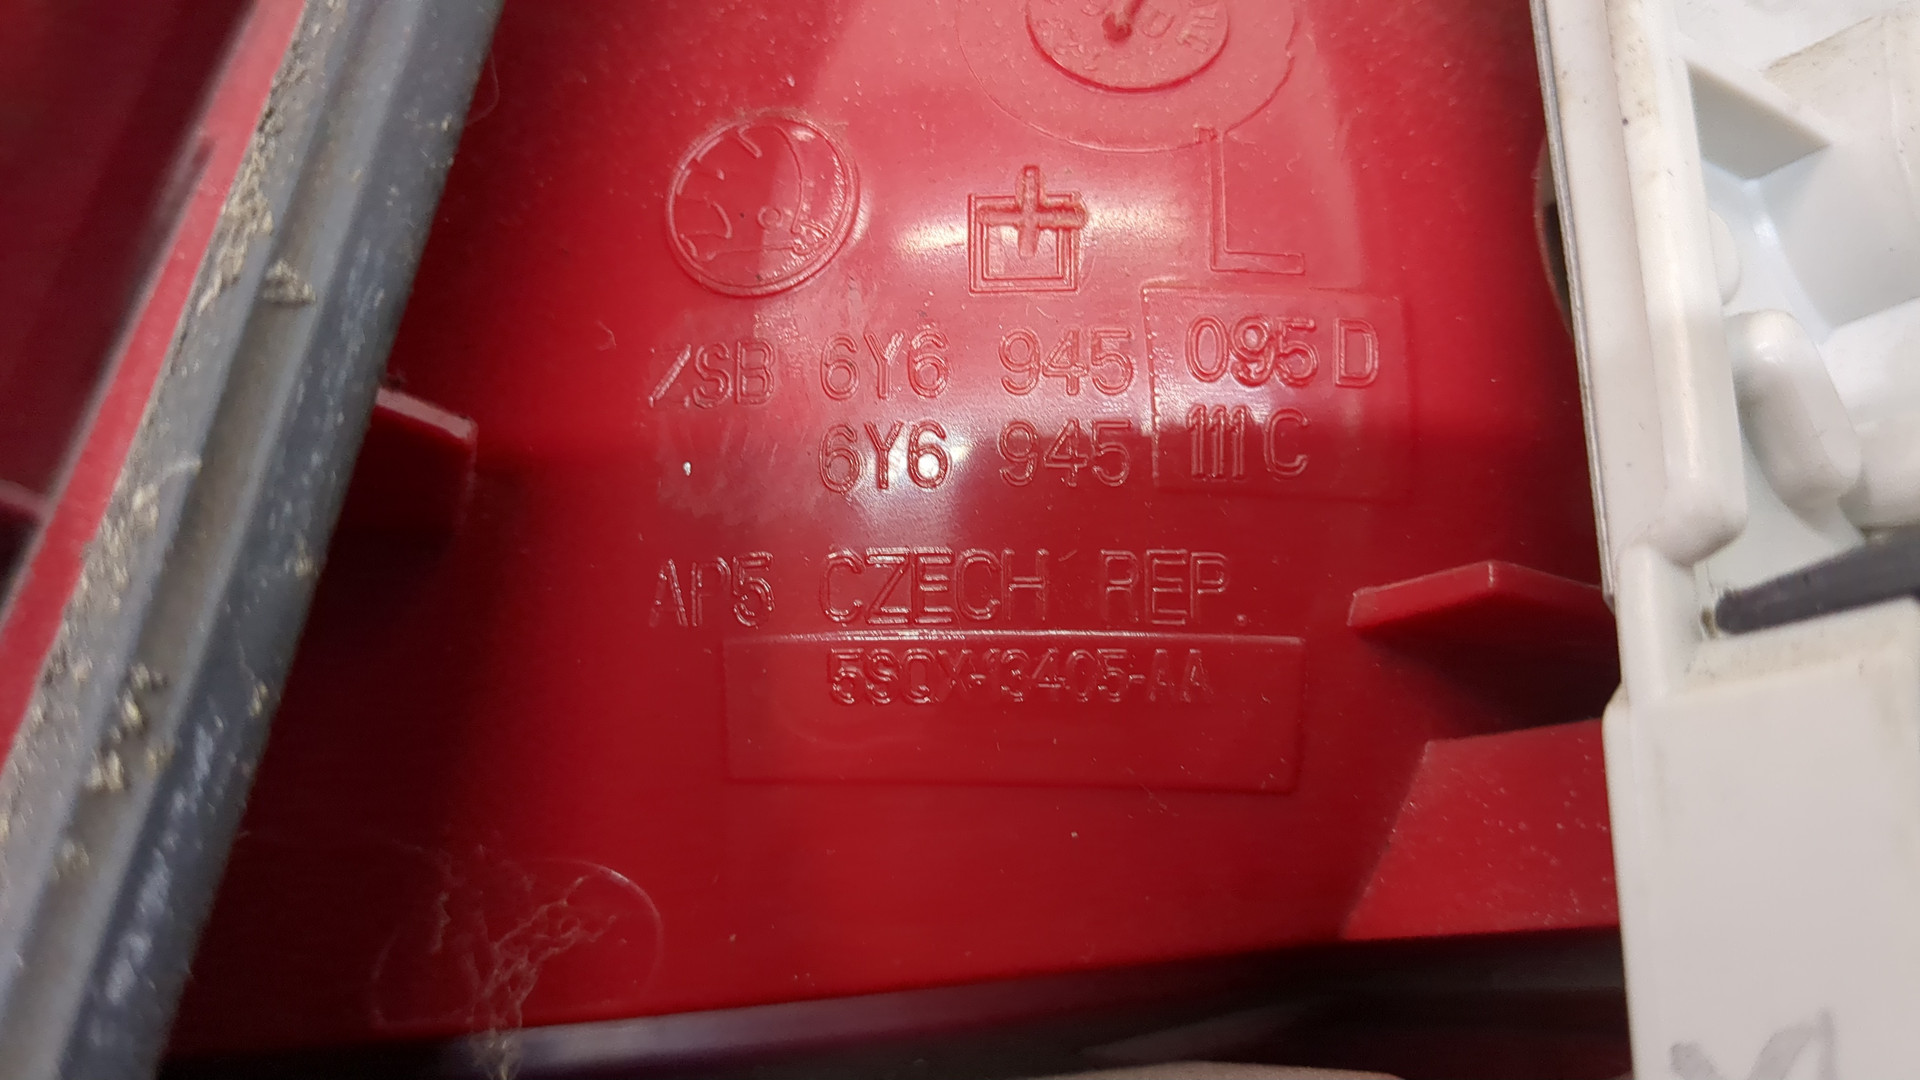 L
ZSB 6Y6 945 095 D
6Y6 945 111 C
AP5 CZECH REP.